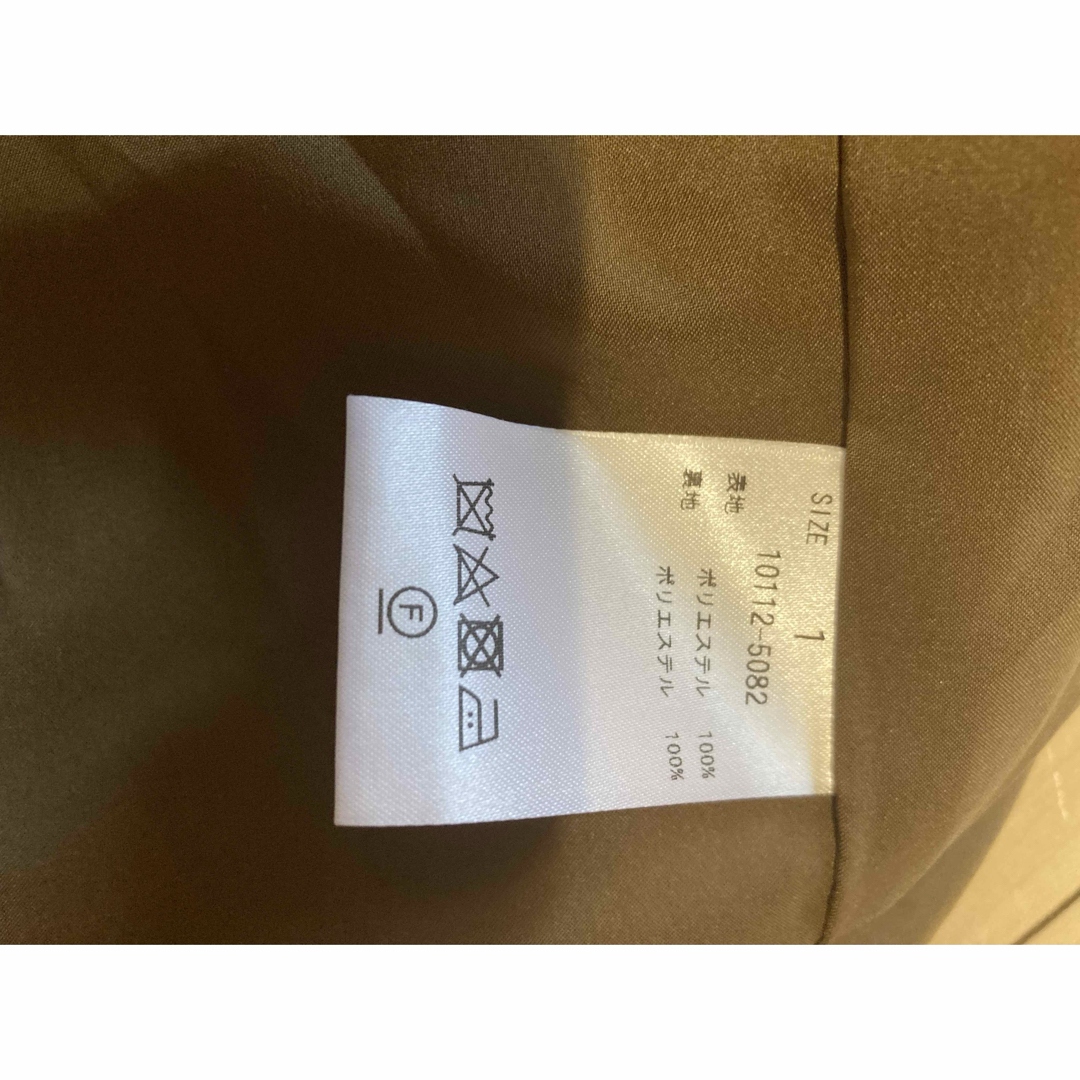 SIZE 1
10112-5082
表地 ポリエステル 100%
裏地 ポリエステル 100%
F